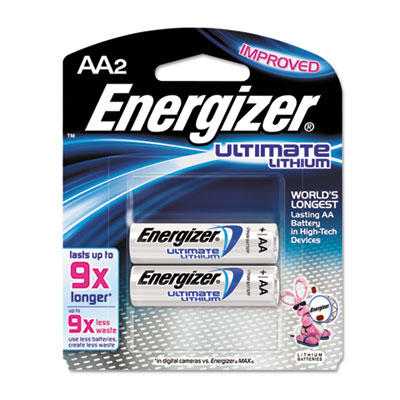 IMPROVED
AA2
Energizer®
™
ULTIMATE
LITHIUM
WORLD'S
LONGEST
Lasting AA
Battery
in High-Tech
Devices
Energizer
ULTIMATE
LITHIUM
+ AA
Energizer
ULTIMATE
LITHIUM
+ AA
lasts up to
9x
longer*
up to
9x less
waste
use less batteries,
create less waste
*in digital cameras vs. Energizer MAX.
LITHIUM
BATTERIES